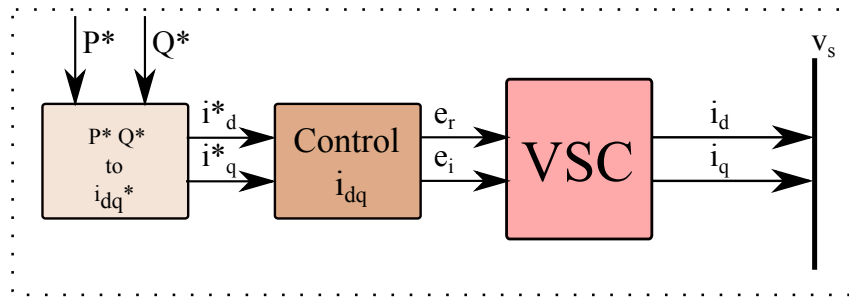 P*
Q*
v_s
P* Q*
to
i_dq*
i*_d
i*_q
Control
i_dq
e_r
e_i
VSC
i_d
i_q